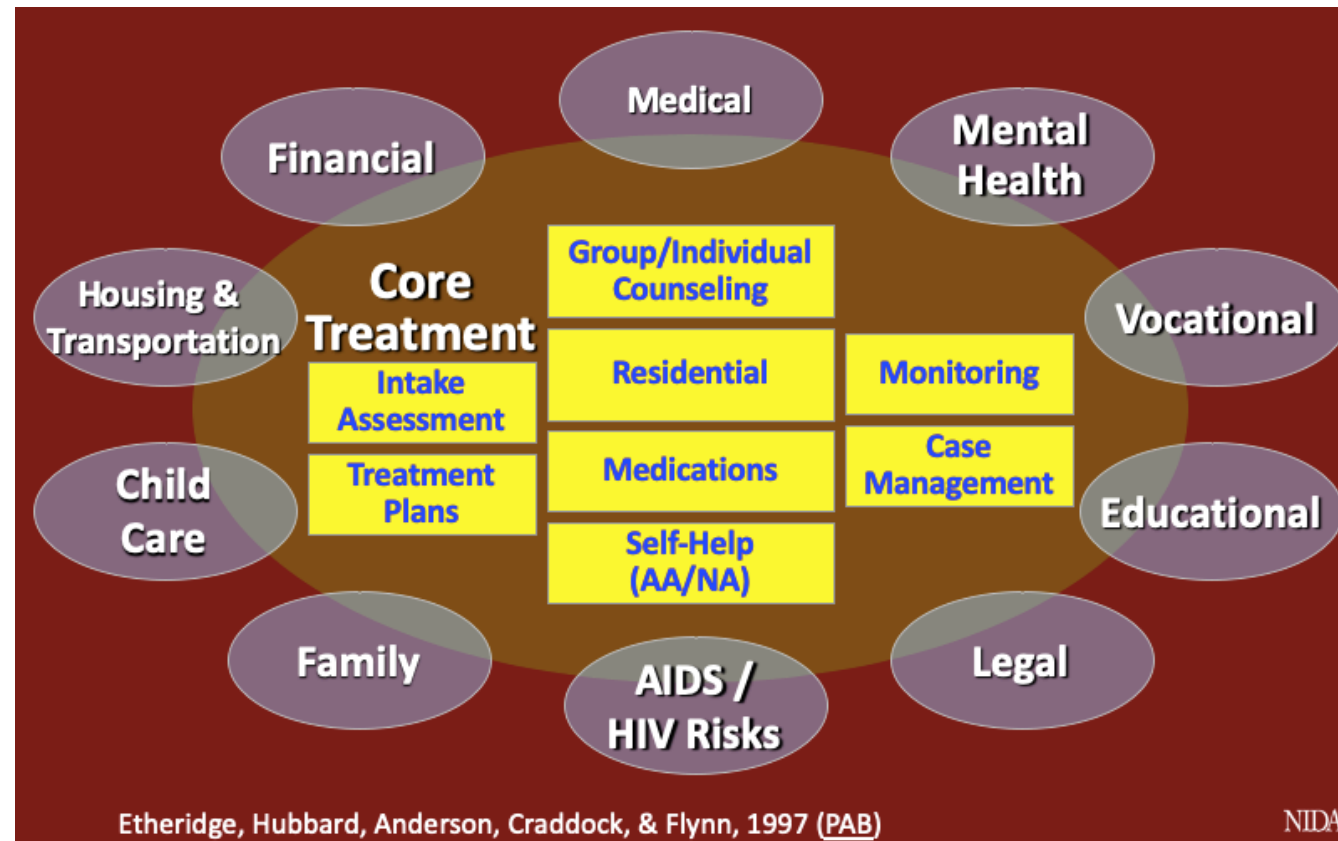 Medical
Financial
Mental
Health
Housing &
Transportation
Vocational
Core
Treatment
Group/Individual
Counseling
Intake
Assessment
Residential
Monitoring
Treatment
Plans
Medications
Case
Management
Self-Help
(AA/NA)
Child
Care
Educational
Family
AIDS /
HIV Risks
Legal
Etheridge, Hubbard, Anderson, Craddock, & Flynn, 1997 (PAB)
NIDA